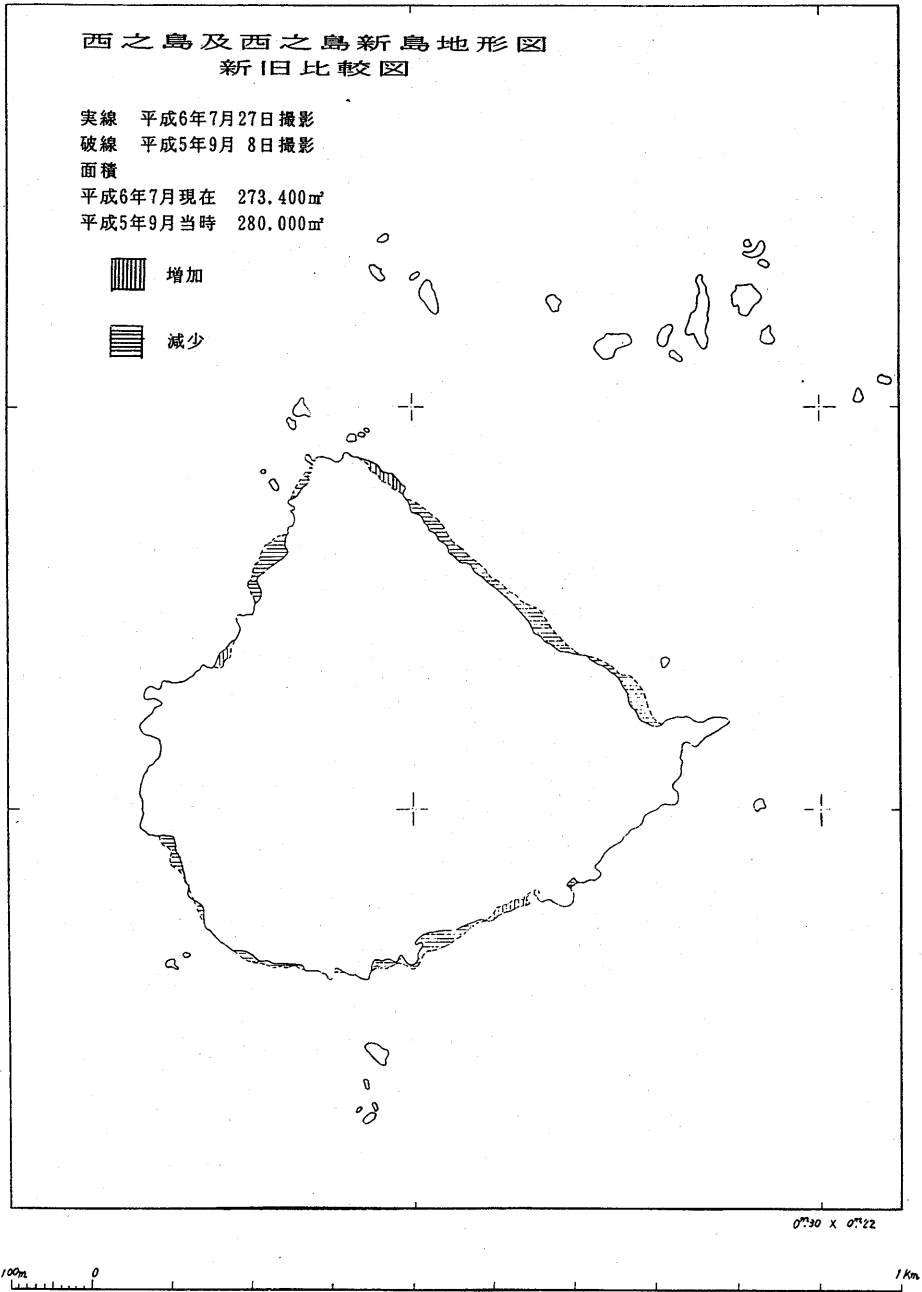 西之島及西之島新島地形図
新旧比較図
実線 平成6年7月27日撮影
破線 平成5年9月 8日撮影
面積
平成6年7月現在 273.400㎡
平成5年9月当時 280.000㎡
増加
減少
0ᵐ30 x 0ᵐ22
100m 0 1Km